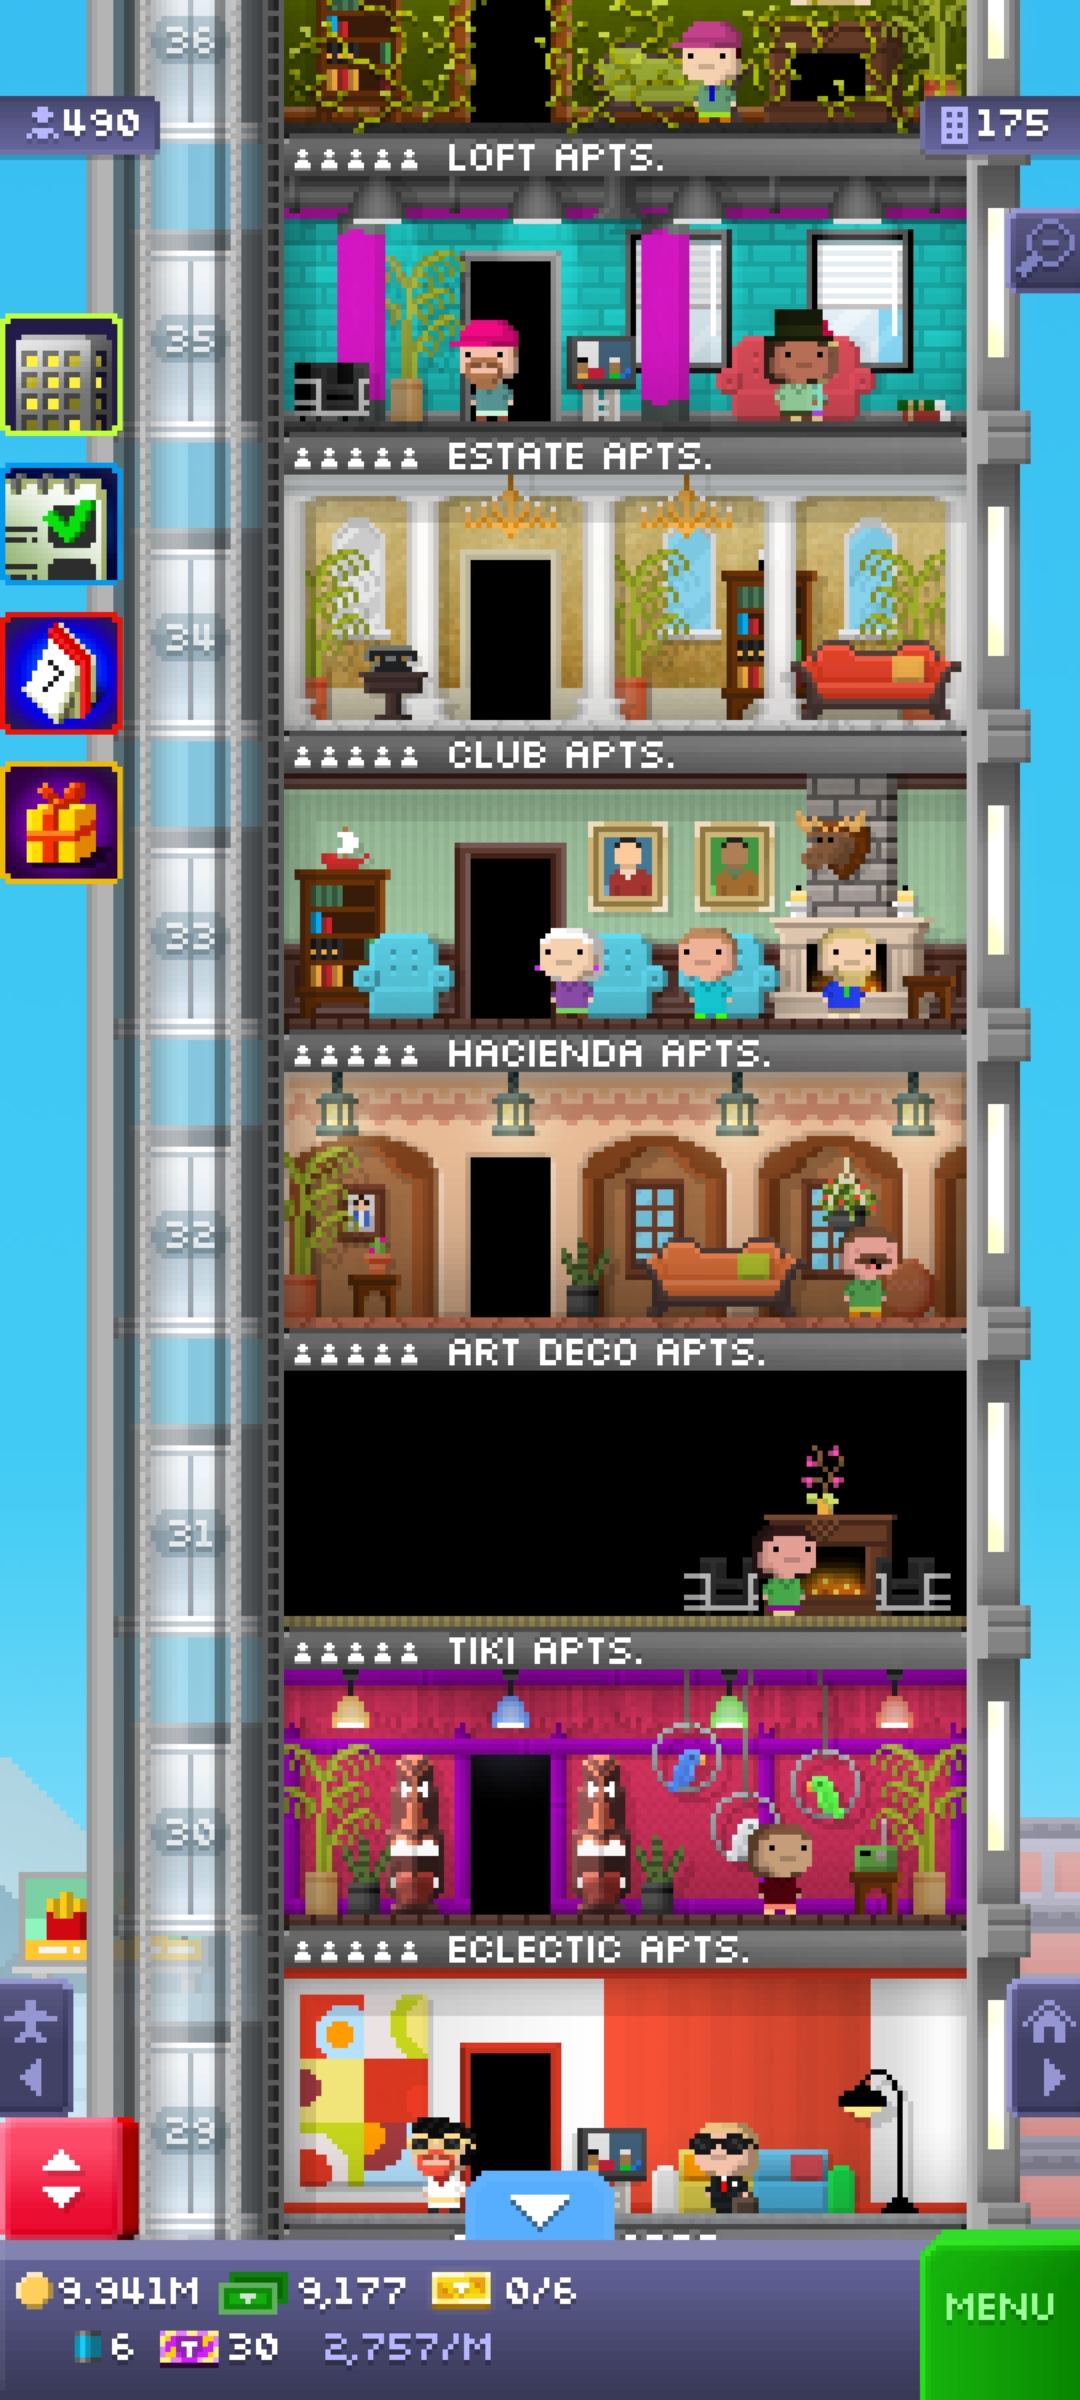 36
490
175
LOFT APTS.
35
ESTATE APTS.
34
CLUB APTS.
33
HACIENDA APTS.
32
ART DECO APTS.
31
TIKI APTS.
30
ECLECTIC APTS.
29
9.941M 9,177 0/6
6 T 30 2,757/M
MENU